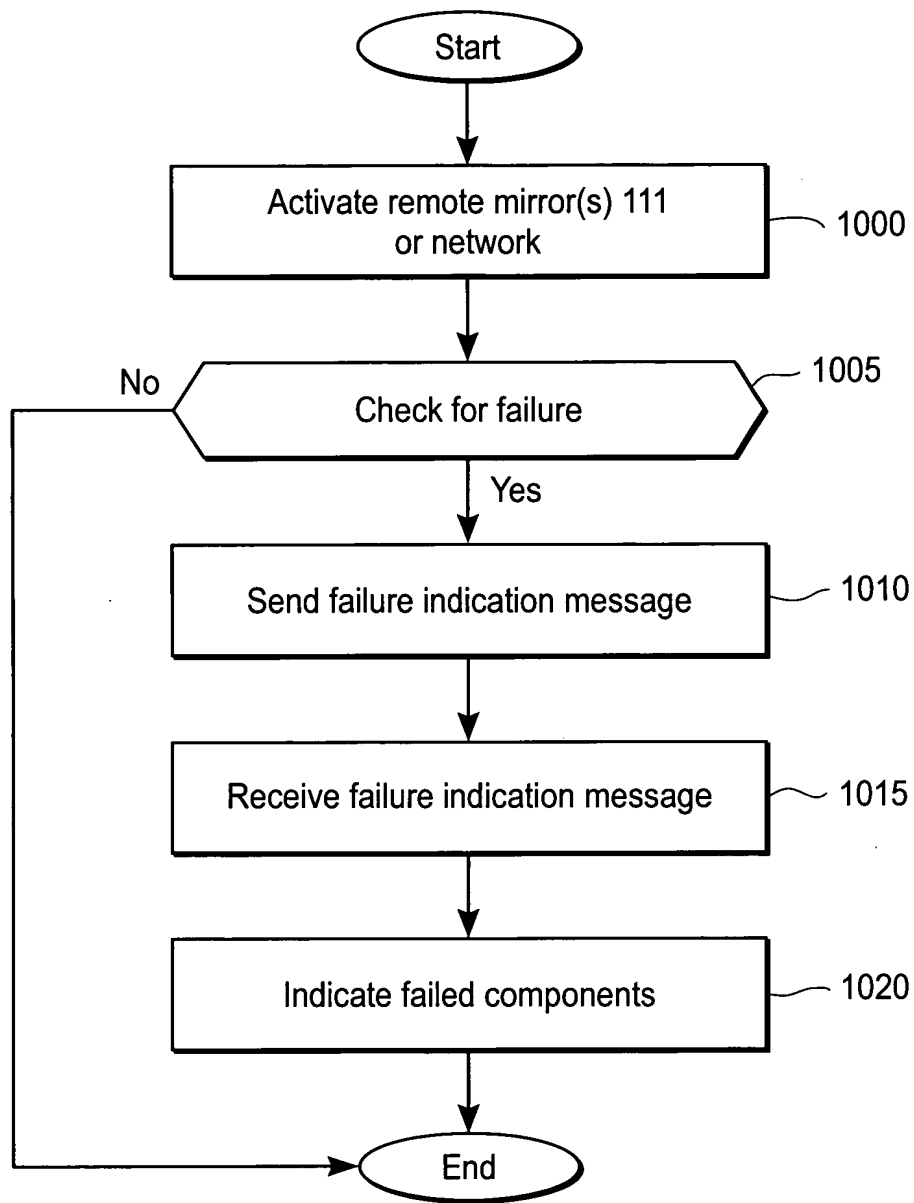 Start
Activate remote mirror(s) 111
or network
1000
No
Check for failure
1005
Yes
Send failure indication message
1010
Receive failure indication message
1015
Indicate failed components
1020
End